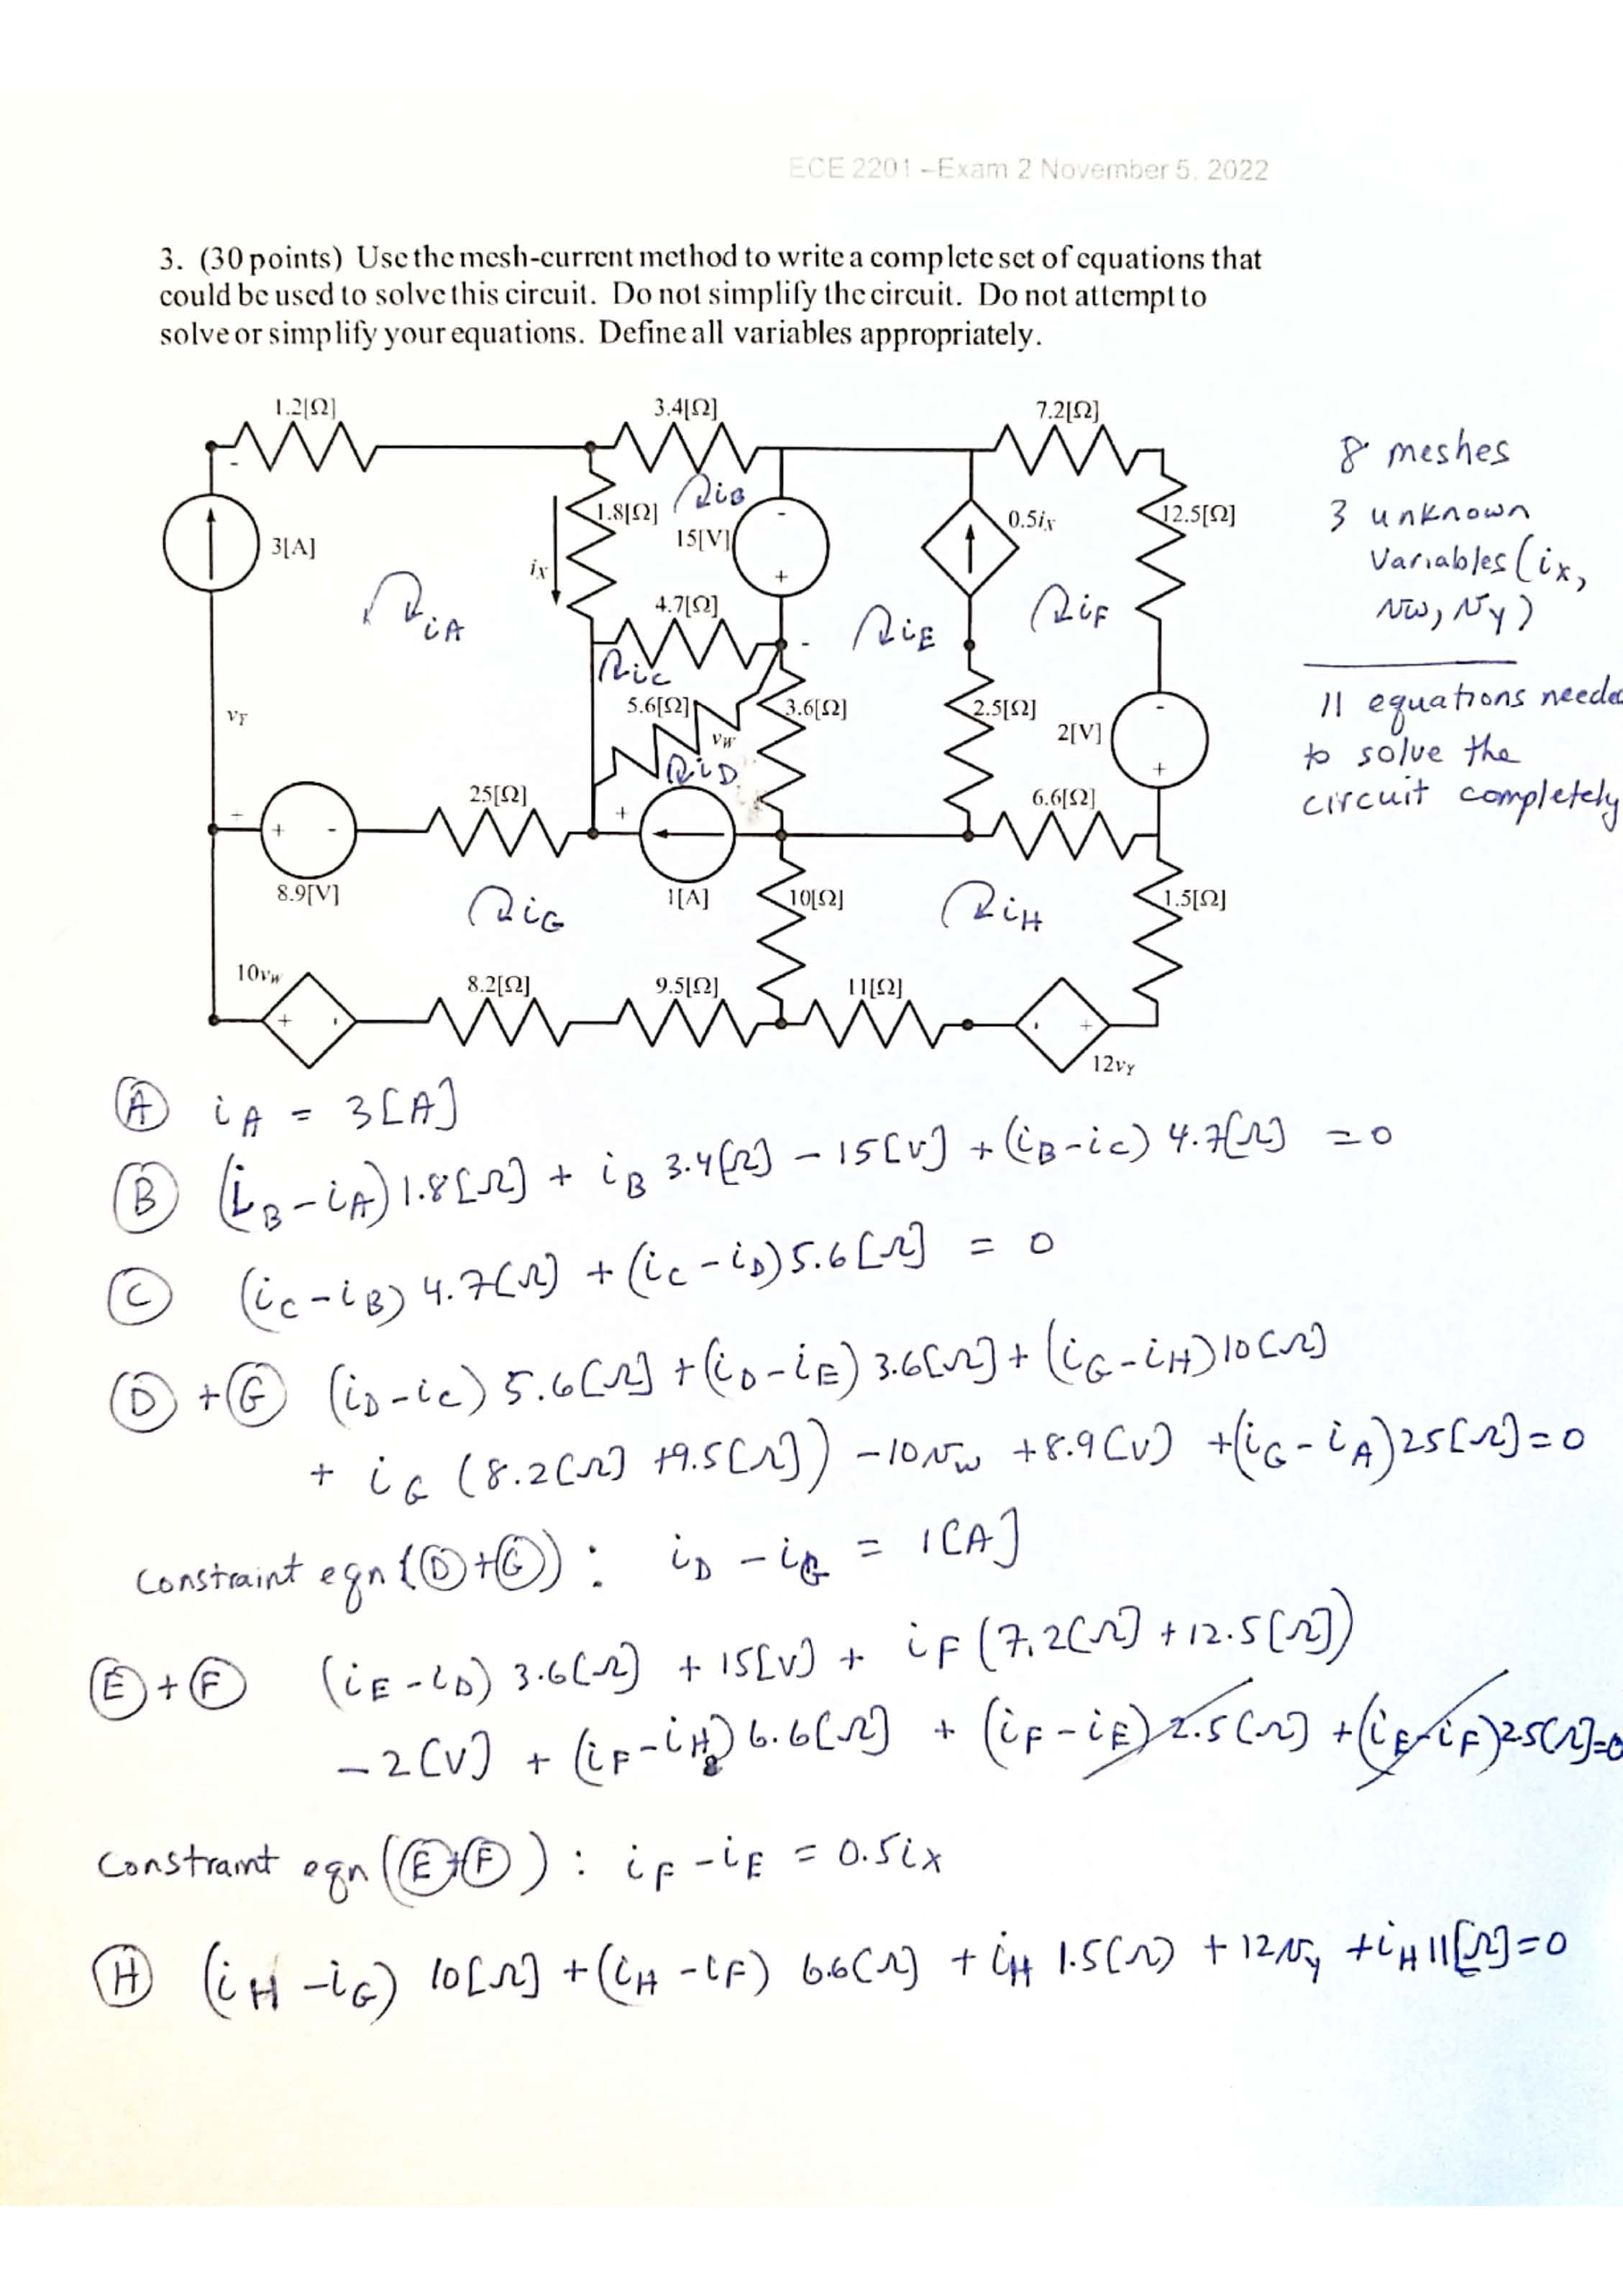 ECE 2201 –Exam 2 November 5, 2022
3. (30 points) Use the mesh-current method to write a complete set of equations that
could be used to solve this circuit. Do not simplify the circuit. Do not attempt to
solve or simplify your equations. Define all variables appropriately.
1.2[Ω]
3.4[Ω]
7.2[Ω]
8 meshes
3 unknown
Variables (ix,
vw, vy)
11 equations neede
to solve the
circuit completely
-
iB
1.8[Ω]
15[V]
-
+
0.5iX
12.5[Ω]
3[A]
iX
iA
4.7[Ω]
-
iE
iF
iC
5.6[Ω]
vW
3.6[Ω]
2.5[Ω]
2[V]
-
+
vY
iD
25[Ω]
+
6.6[Ω]
+
+ -
8.9[V]
iG
1[A]
10[Ω]
iH
1.5[Ω]
10vW
+ -
8.2[Ω]
9.5[Ω]
11[Ω]
- +
12vY
(A) iA = 3[A]
(B) (iB-iA)1.8[Ω] + iB 3.4[Ω] - 15[V] + (iB-iC) 4.7[Ω] = 0
(C) (iC-iB) 4.7[Ω] + (iC-iD)5.6[Ω] = 0
(D) + (G) (iD-iC) 5.6[Ω] + (iD-iE) 3.6[Ω] + (iG-iH)10[Ω]
+ iG (8.2[Ω] +9.5[Ω]) -10vw +8.9[V] +(iG-iA)25[Ω]=0
Constraint eqn ((D)+(G)) : iD - iG = 1[A]
(E)+(F) (iE-iD) 3.6[Ω] + 15[V] + iF (7.2[Ω] + 12.5[Ω])
-2[V] + (iF-iH) 6.6[Ω] + (iF-iE) 2.5[Ω] +(iE-iF)2.5[Ω]=0
Constraint eqn ((E)+(F)) : iF - iE = 0.5ix
(H) (iH-iG) 10[Ω] +(iH-iF) 6.6[Ω] + iH 1.5[Ω] + 12vy +iH 11[Ω]=0